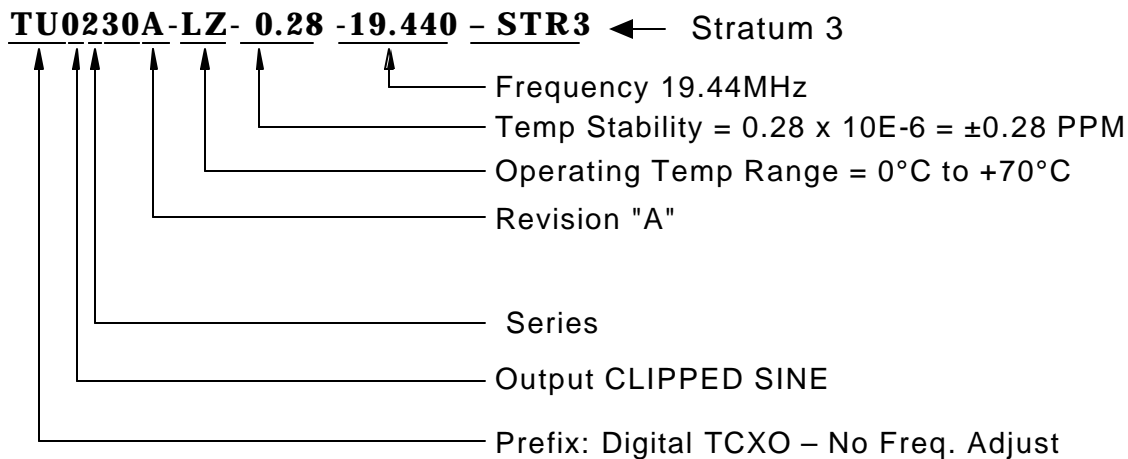 TU0230A-LZ- 0.28 -19.440 – STR3 Stratum 3
Frequency 19.44MHz
Temp Stability = 0.28 x 10E-6 = ±0.28 PPM
Operating Temp Range = 0°C to +70°C
Revision "A"
Series
Output CLIPPED SINE
Prefix: Digital TCXO – No Freq. Adjust